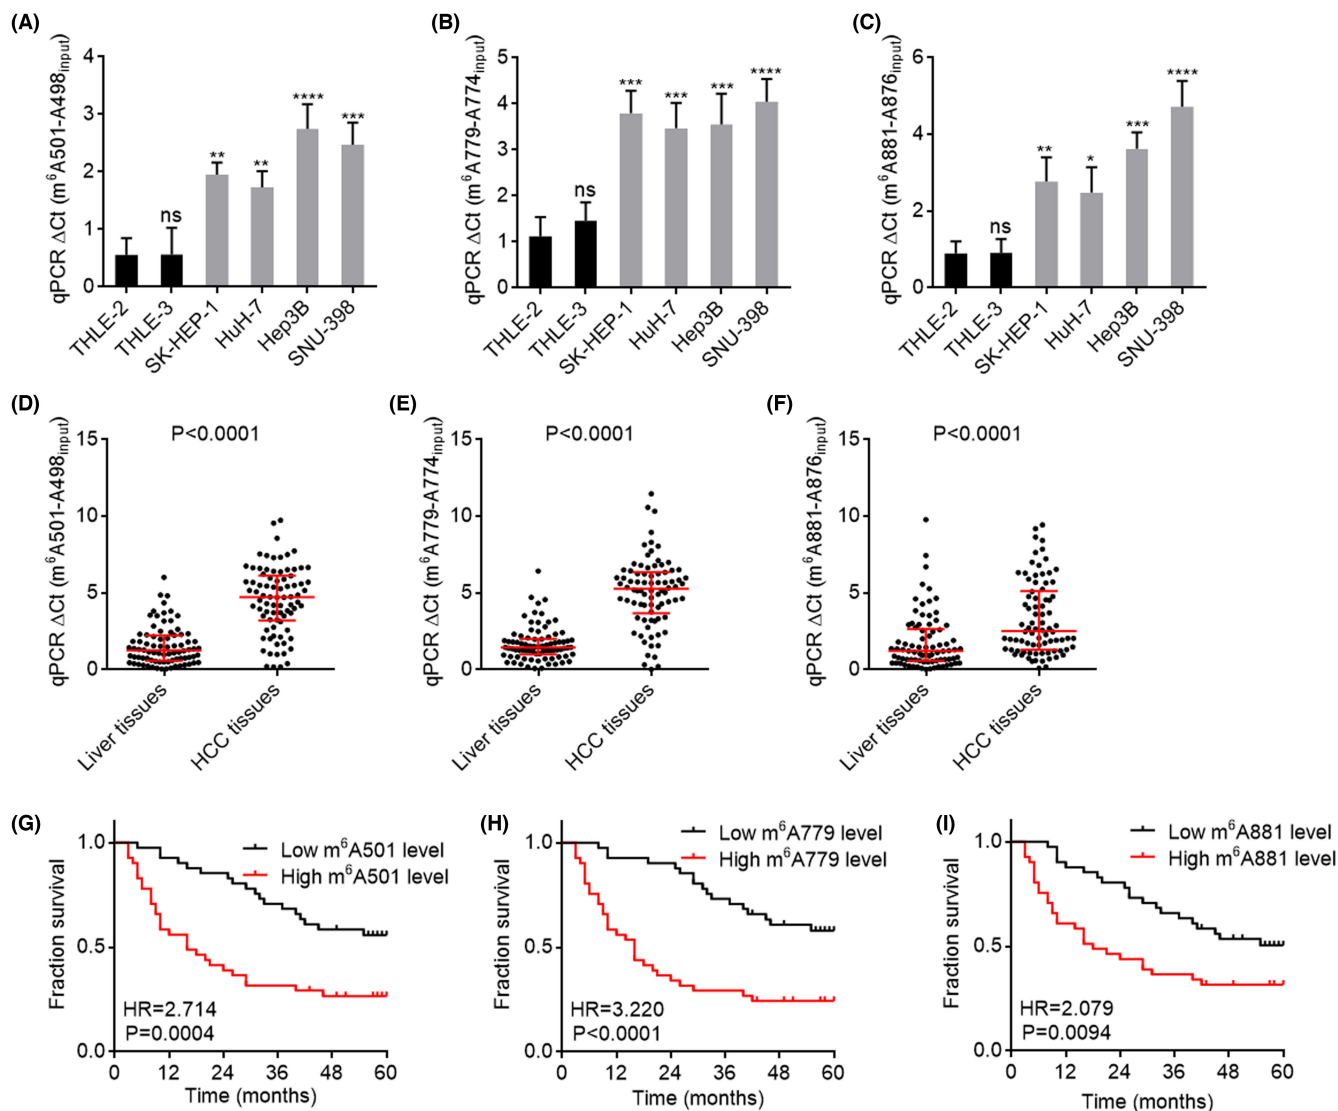 (A)
qPCR ΔCt (m⁶A501-A498input)
4
3
2
1
0
ns
**
**
****
***
THLE-2
THLE-3
SK-HEP-1
HuH-7
Hep3B
SNU-398
(B)
qPCR ΔCt (m⁶A779-A774input)
5
4
3
2
1
0
ns
***
***
***
****
THLE-2
THLE-3
SK-HEP-1
HuH-7
Hep3B
SNU-398
(C)
qPCR ΔCt (m⁶A881-A876input)
6
4
2
0
ns
**
*
***
****
THLE-2
THLE-3
SK-HEP-1
HuH-7
Hep3B
SNU-398
(D)
P<0.0001
qPCR ΔCt (m⁶A501-A498input)
15
10
5
0
Liver tissues
HCC tissues
(E)
P<0.0001
qPCR ΔCt (m⁶A779-A774input)
15
10
5
0
Liver tissues
HCC tissues
(F)
P<0.0001
qPCR ΔCt (m⁶A881-A876input)
15
10
5
0
Liver tissues
HCC tissues
(G)
Fraction survival
1.0
0.5
0.0
Low m⁶A501 level
High m⁶A501 level
HR=2.714
P=0.0004
0 12 24 36 48 60
Time (months)
(H)
Fraction survival
1.0
0.5
0.0
Low m⁶A779 level
High m⁶A779 level
HR=3.220
P<0.0001
0 12 24 36 48 60
Time (months)
(I)
Fraction survival
1.0
0.5
0.0
Low m⁶A881 level
High m⁶A881 level
HR=2.079
P=0.0094
0 12 24 36 48 60
Time (months)